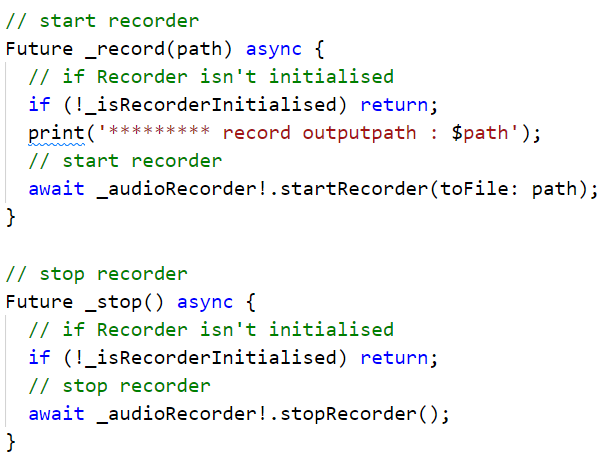 // start recorder
Future _record(path) async {
  // if Recorder isn't initialised
  if (!_isRecorderInitialised) return;
  print('********* record outputpath : $path');
  // start recorder
  await _audioRecorder!.startRecorder(toFile: path);
}

// stop recorder
Future _stop() async {
  // if Recorder isn't initialised
  if (!_isRecorderInitialised) return;
  // stop recorder
  await _audioRecorder!.stopRecorder();
}